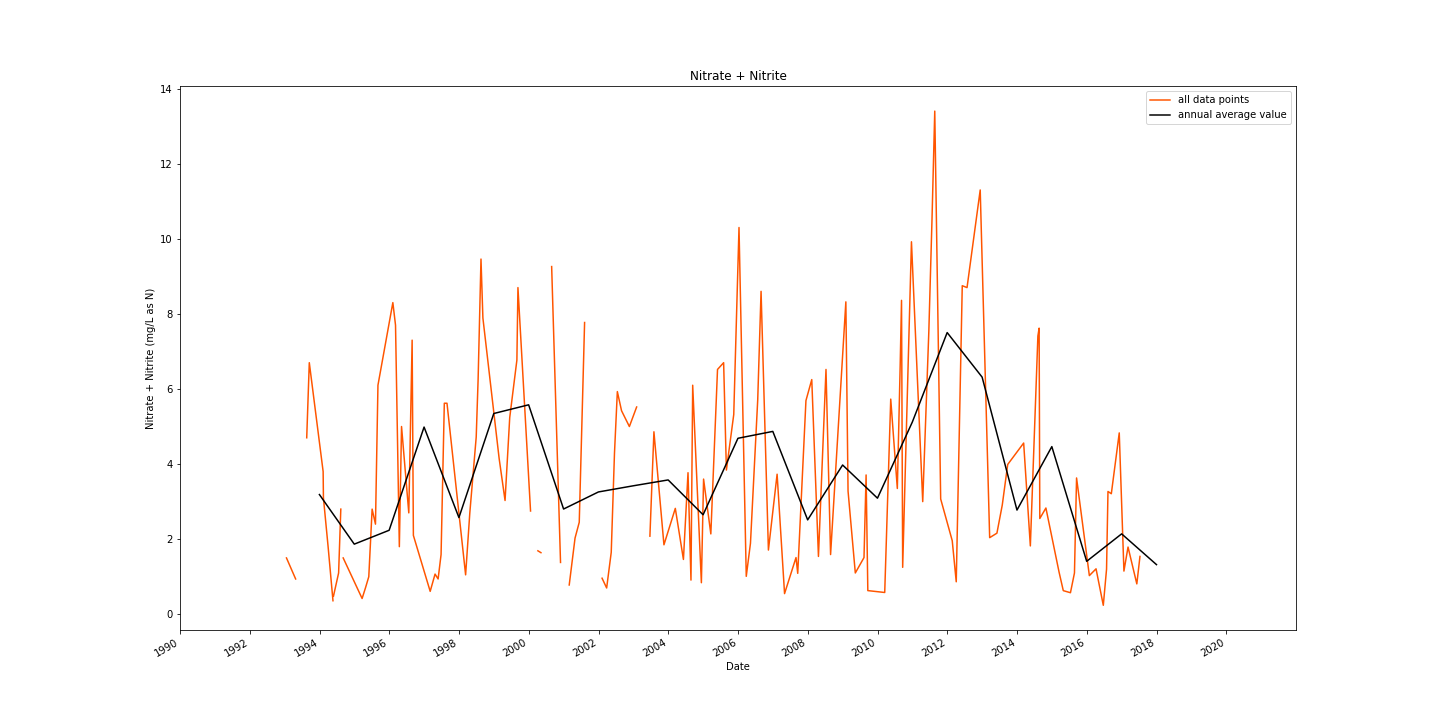 Nitrate + Nitrite
all data points
annual average value
Nitrate + Nitrite (mg/L as N)
14
12
10
8
6
4
2
0
1990 1992 1994 1996 1998 2000 2002 2004 2006 2008 2010 2012 2014 2016 2018 2020
Date